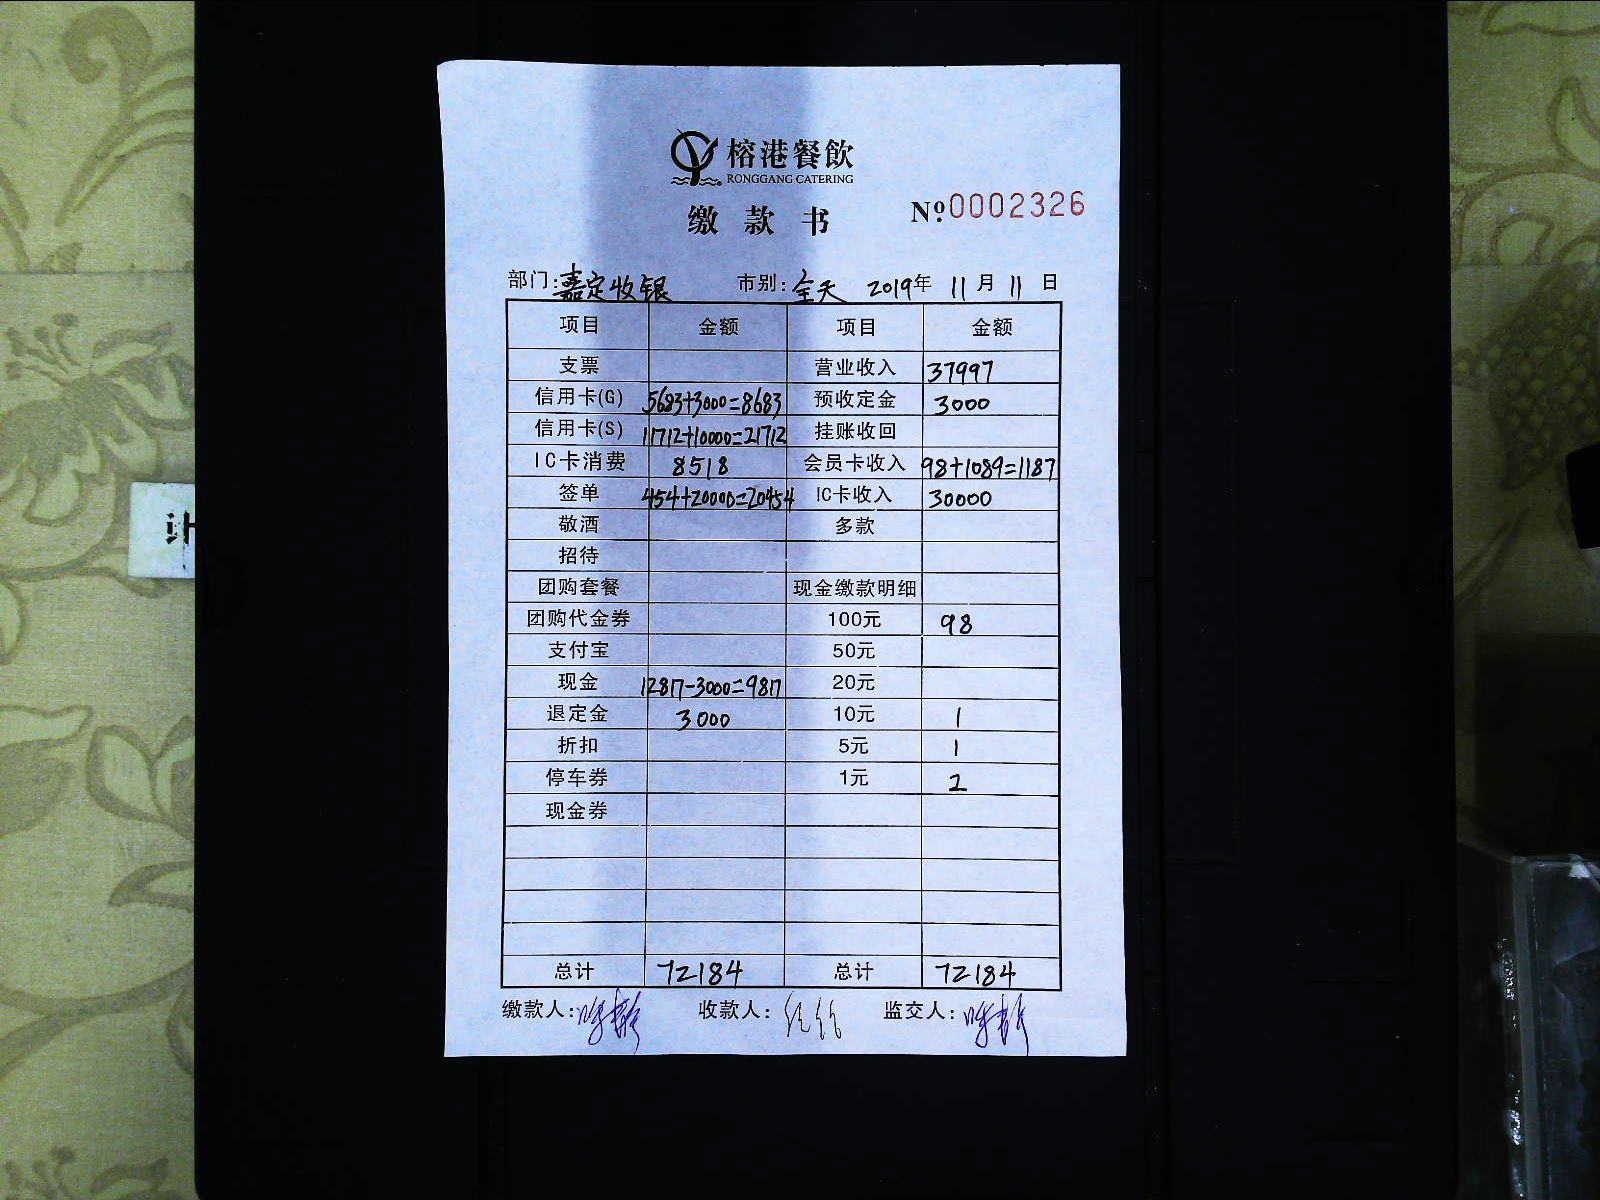 榕港餐飲
RONGGANG CATERING
缴款书 №0002326
部门:嘉定收银 市别:全天 2019年 11月 11日
项目 金额 项目 金额
支票 营业收入 37997
信用卡(G) 5683+3000=8683 预收定金 3000
信用卡(S) 11712+10000=21712 挂账收回
IC卡消费 8518 会员卡收入 98+1089=1187
签单 454+20000=20454 IC卡收入 30000
敬酒 多款
招待
团购套餐 现金缴款明细
团购代金券 100元 98
支付宝 50元
现金 12817-3000=9817 20元
退定金 3000 10元 1
折扣 5元 1
停车券 1元 2
现金券
总计 72184 总计 72184
缴款人: 收款人: 监交人: